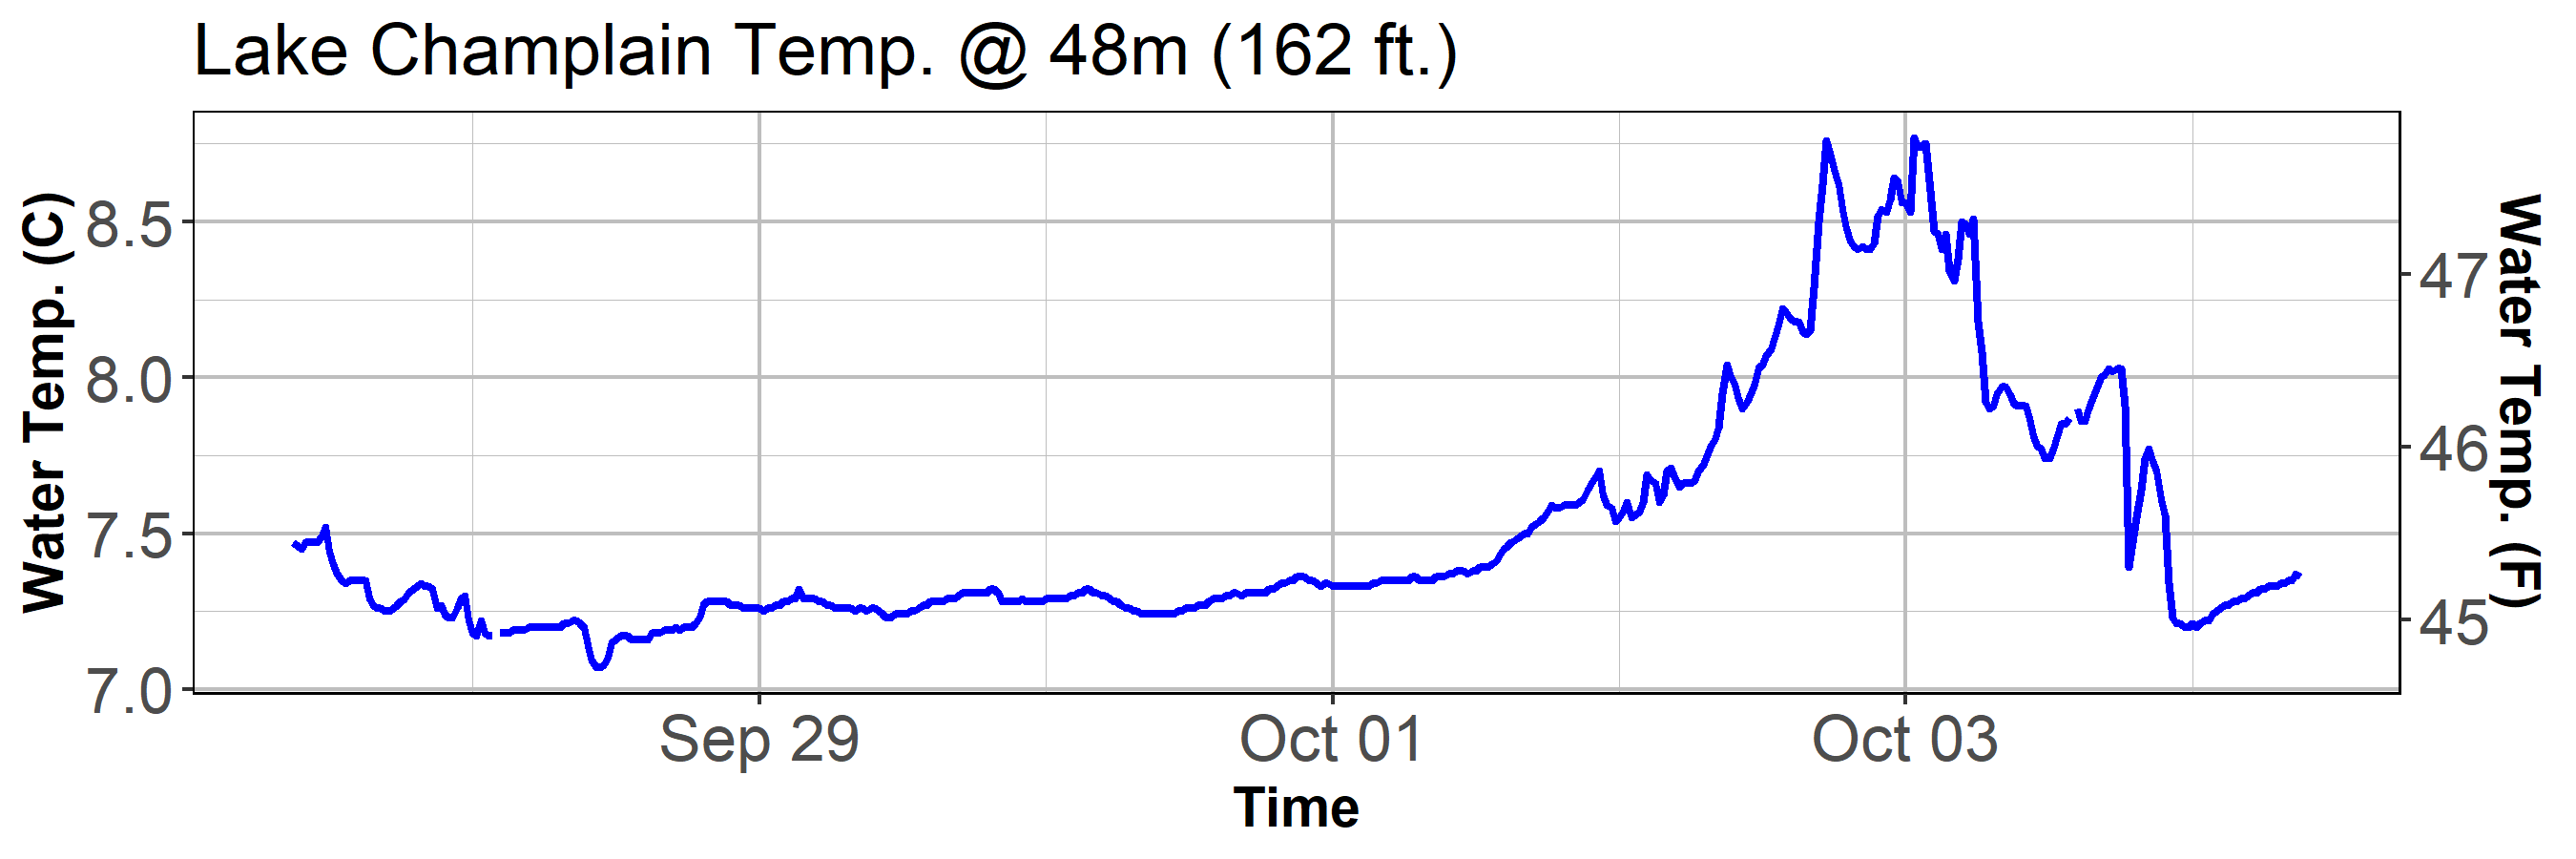 Lake Champlain Temp. @ 48m (162 ft.)
Water Temp. (C)
8.5
8.0
7.5
7.0
47
46
45
Water Temp. (F)
Sep 29
Oct 01
Oct 03
Time